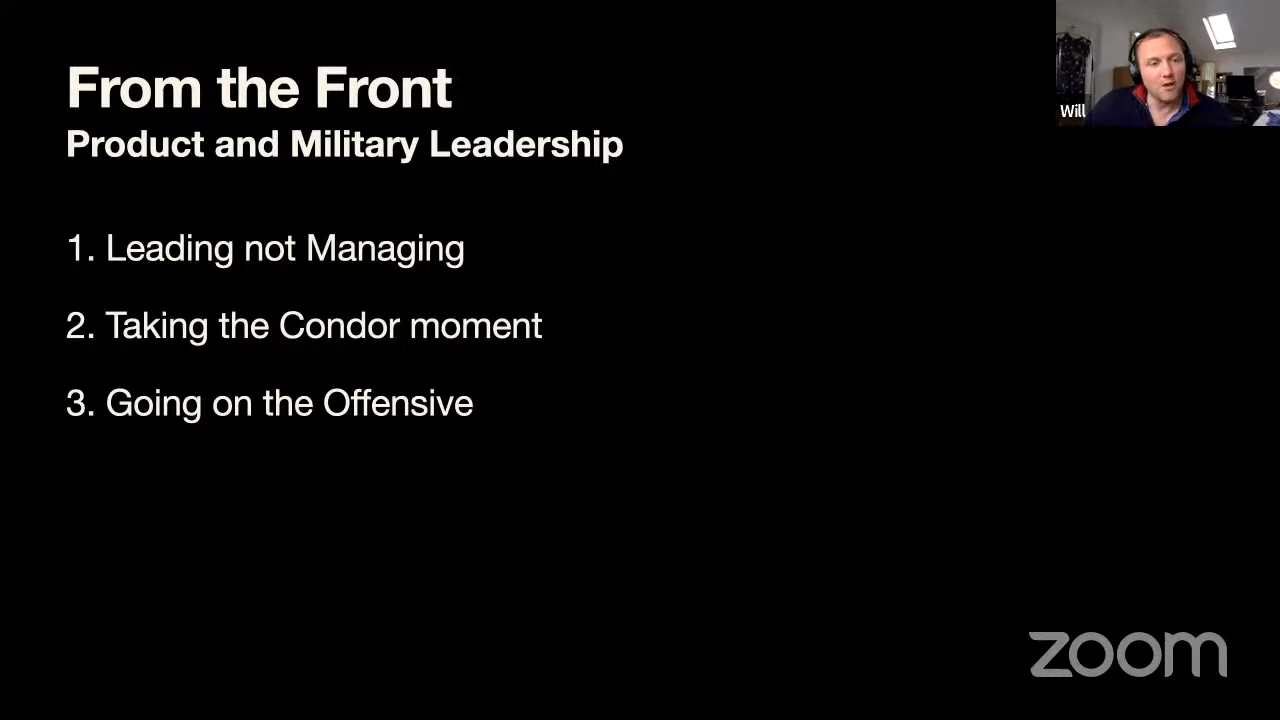 From the Front
Product and Military Leadership
1. Leading not Managing
2. Taking the Condor moment
3. Going on the Offensive
Will
zoom